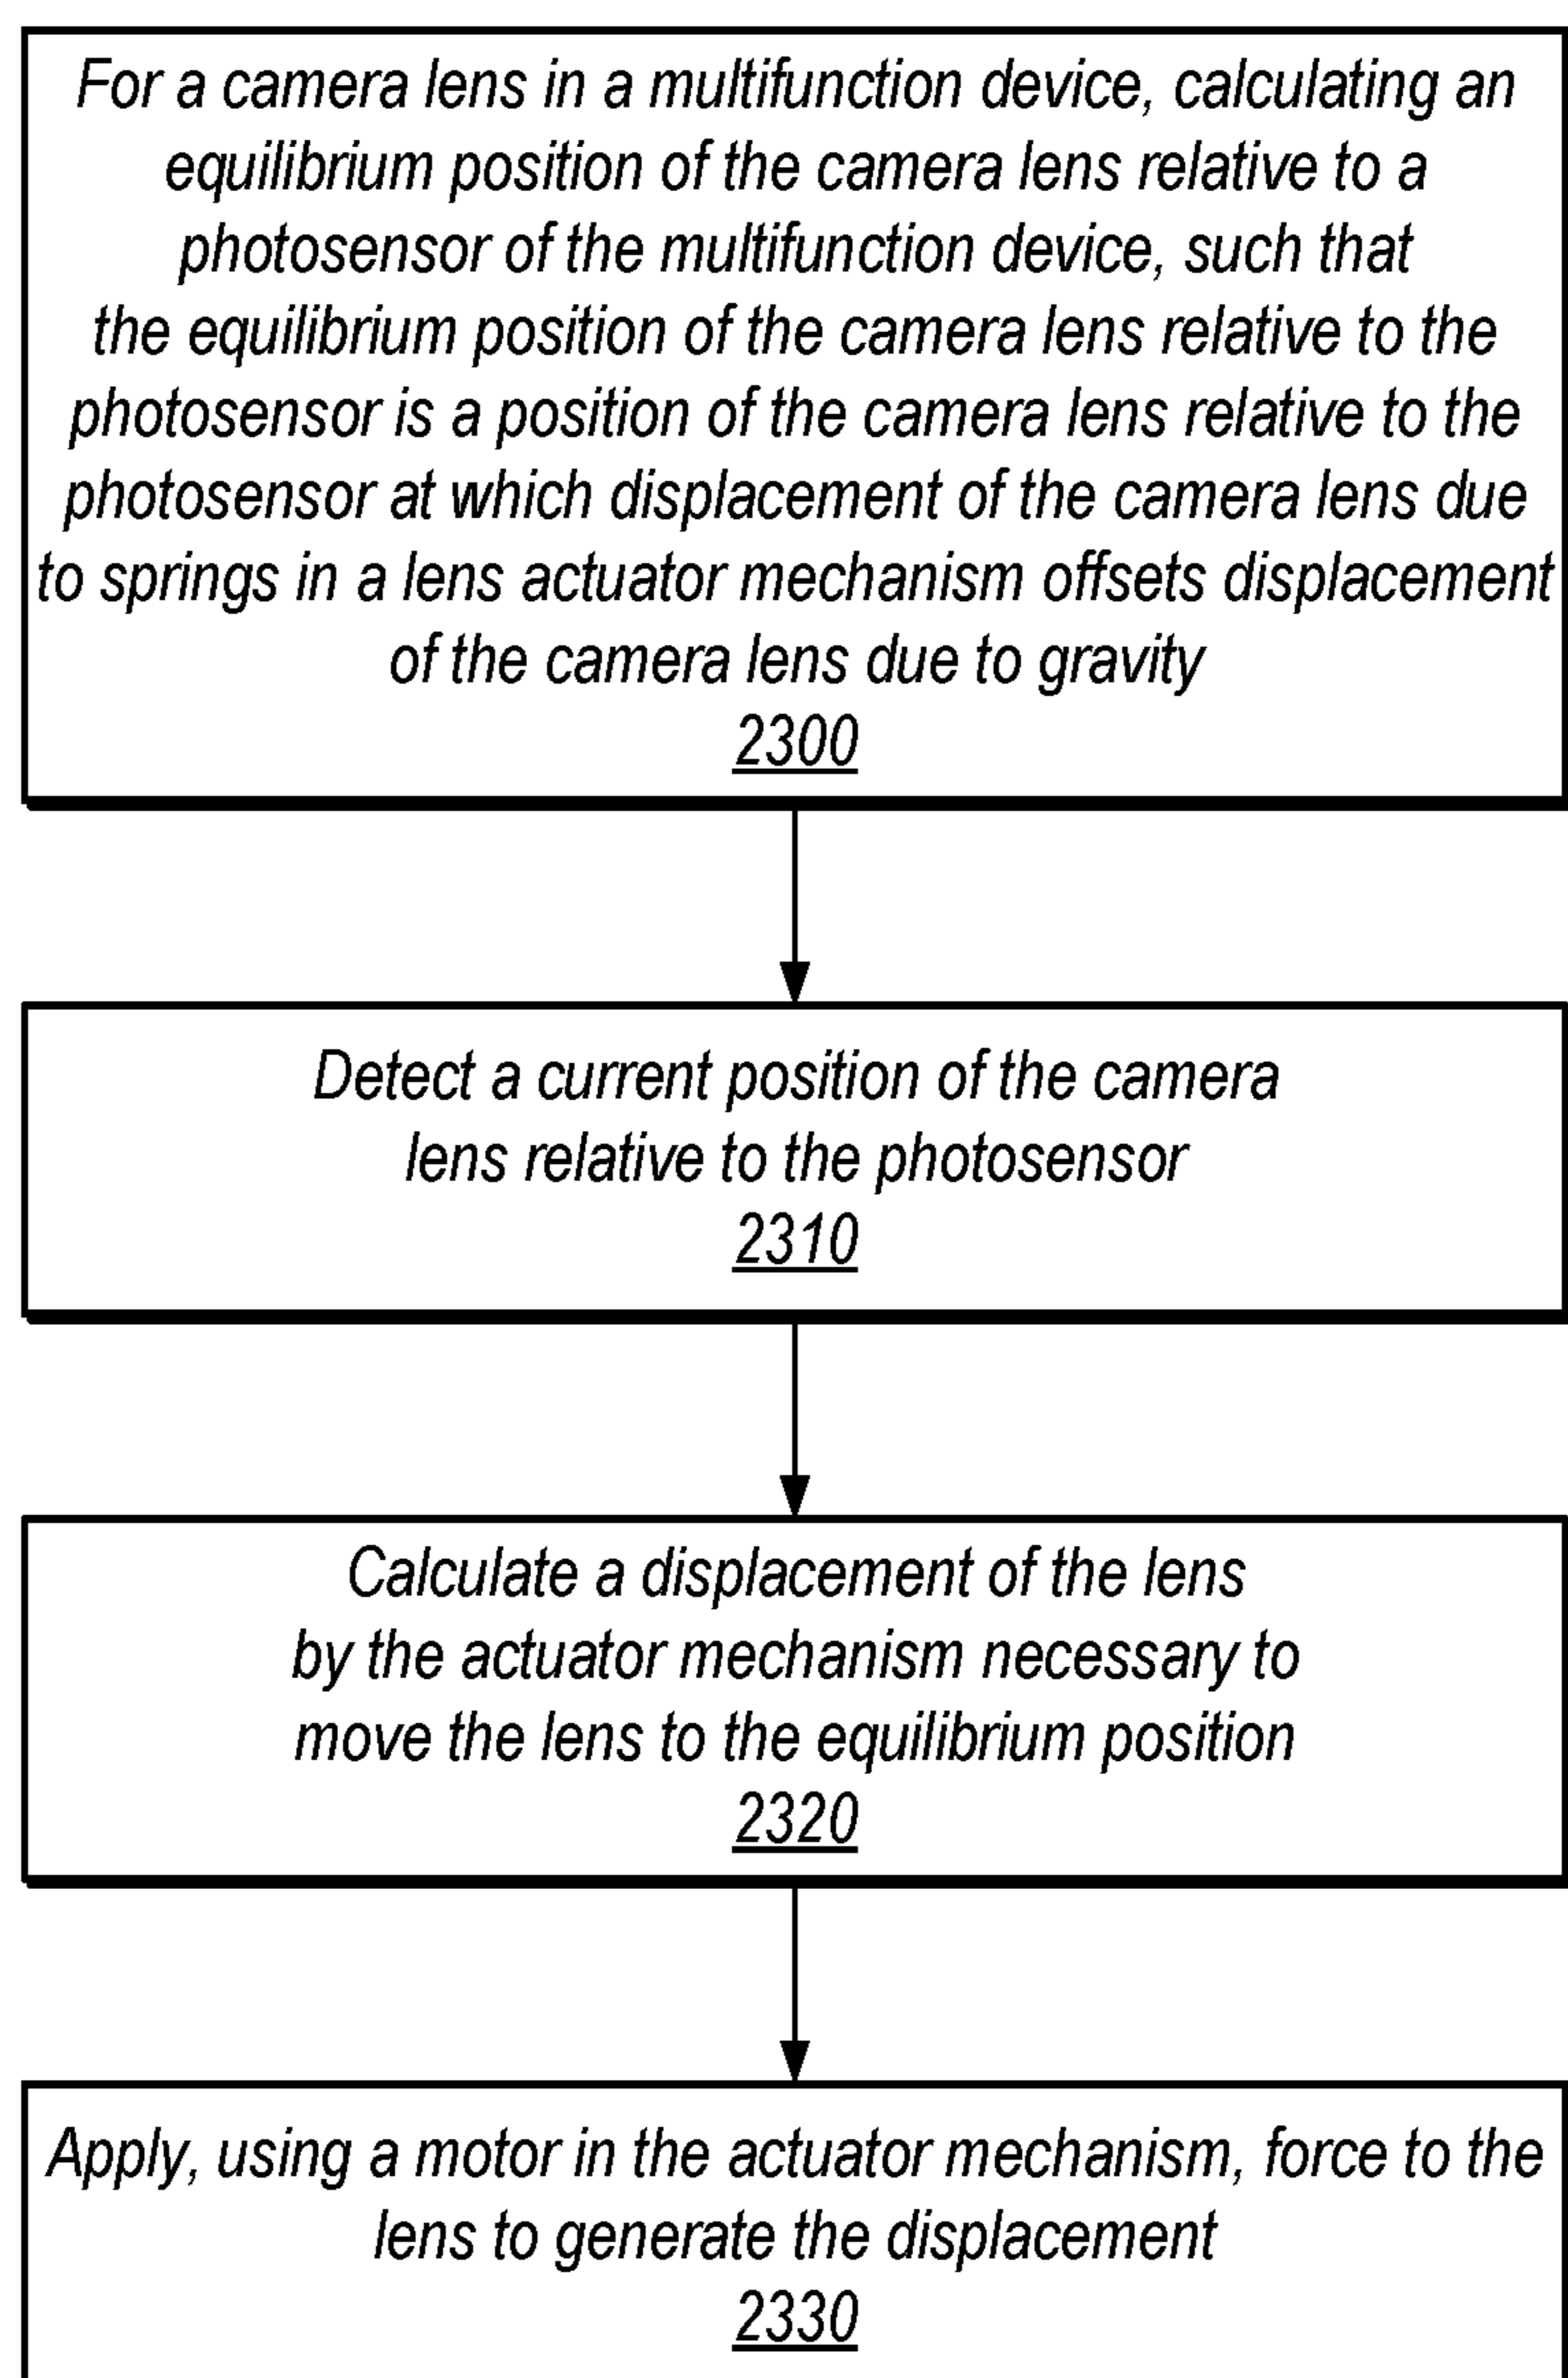 For a camera lens in a multifunction device, calculating an
equilibrium position of the camera lens relative to a
photosensor of the multifunction device, such that
the equilibrium position of the camera lens relative to the
photosensor is a position of the camera lens relative to the
photosensor at which displacement of the camera lens due
to springs in a lens actuator mechanism offsets displacement
of the camera lens due to gravity
2300
Detect a current position of the camera
lens relative to the photosensor
2310
Calculate a displacement of the lens
by the actuator mechanism necessary to
move the lens to the equilibrium position
2320
Apply, using a motor in the actuator mechanism, force to the
lens to generate the displacement
2330